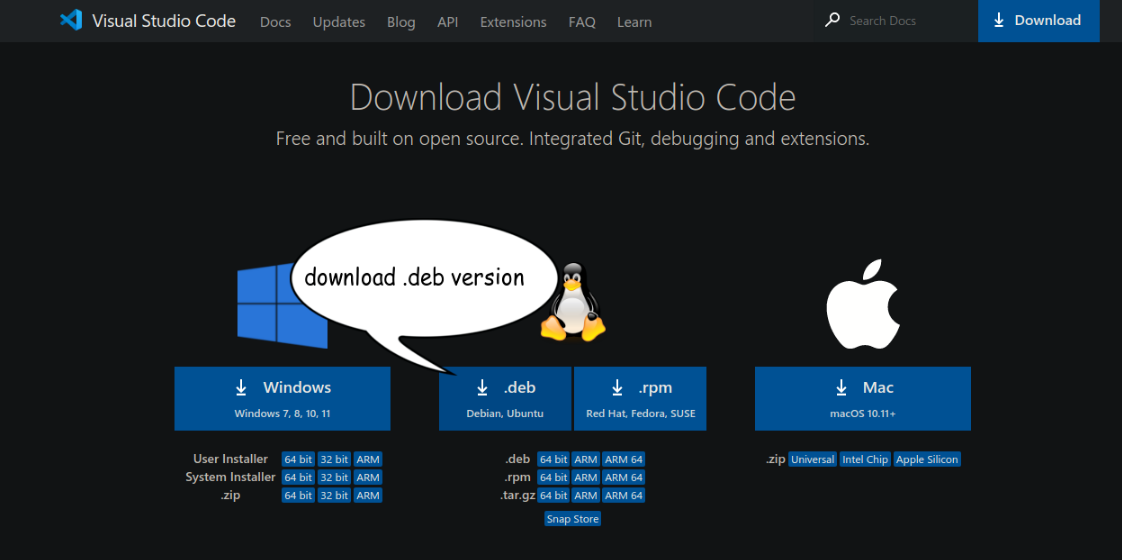 Visual Studio Code Docs Updates Blog API Extensions FAQ Learn Search Docs Download
Download Visual Studio Code
Free and built on open source. Integrated Git, debugging and extensions.
download .deb version
Windows
Windows 7, 8, 10, 11
.deb
Debian, Ubuntu
.rpm
Red Hat, Fedora, SUSE
Mac
macOS 10.11+
User Installer 64 bit 32 bit ARM
System Installer 64 bit 32 bit ARM
.zip 64 bit 32 bit ARM
.deb 64 bit ARM ARM 64
.rpm 64 bit ARM ARM 64
.tar.gz 64 bit ARM ARM 64
Snap Store
.zip Universal Intel Chip Apple Silicon